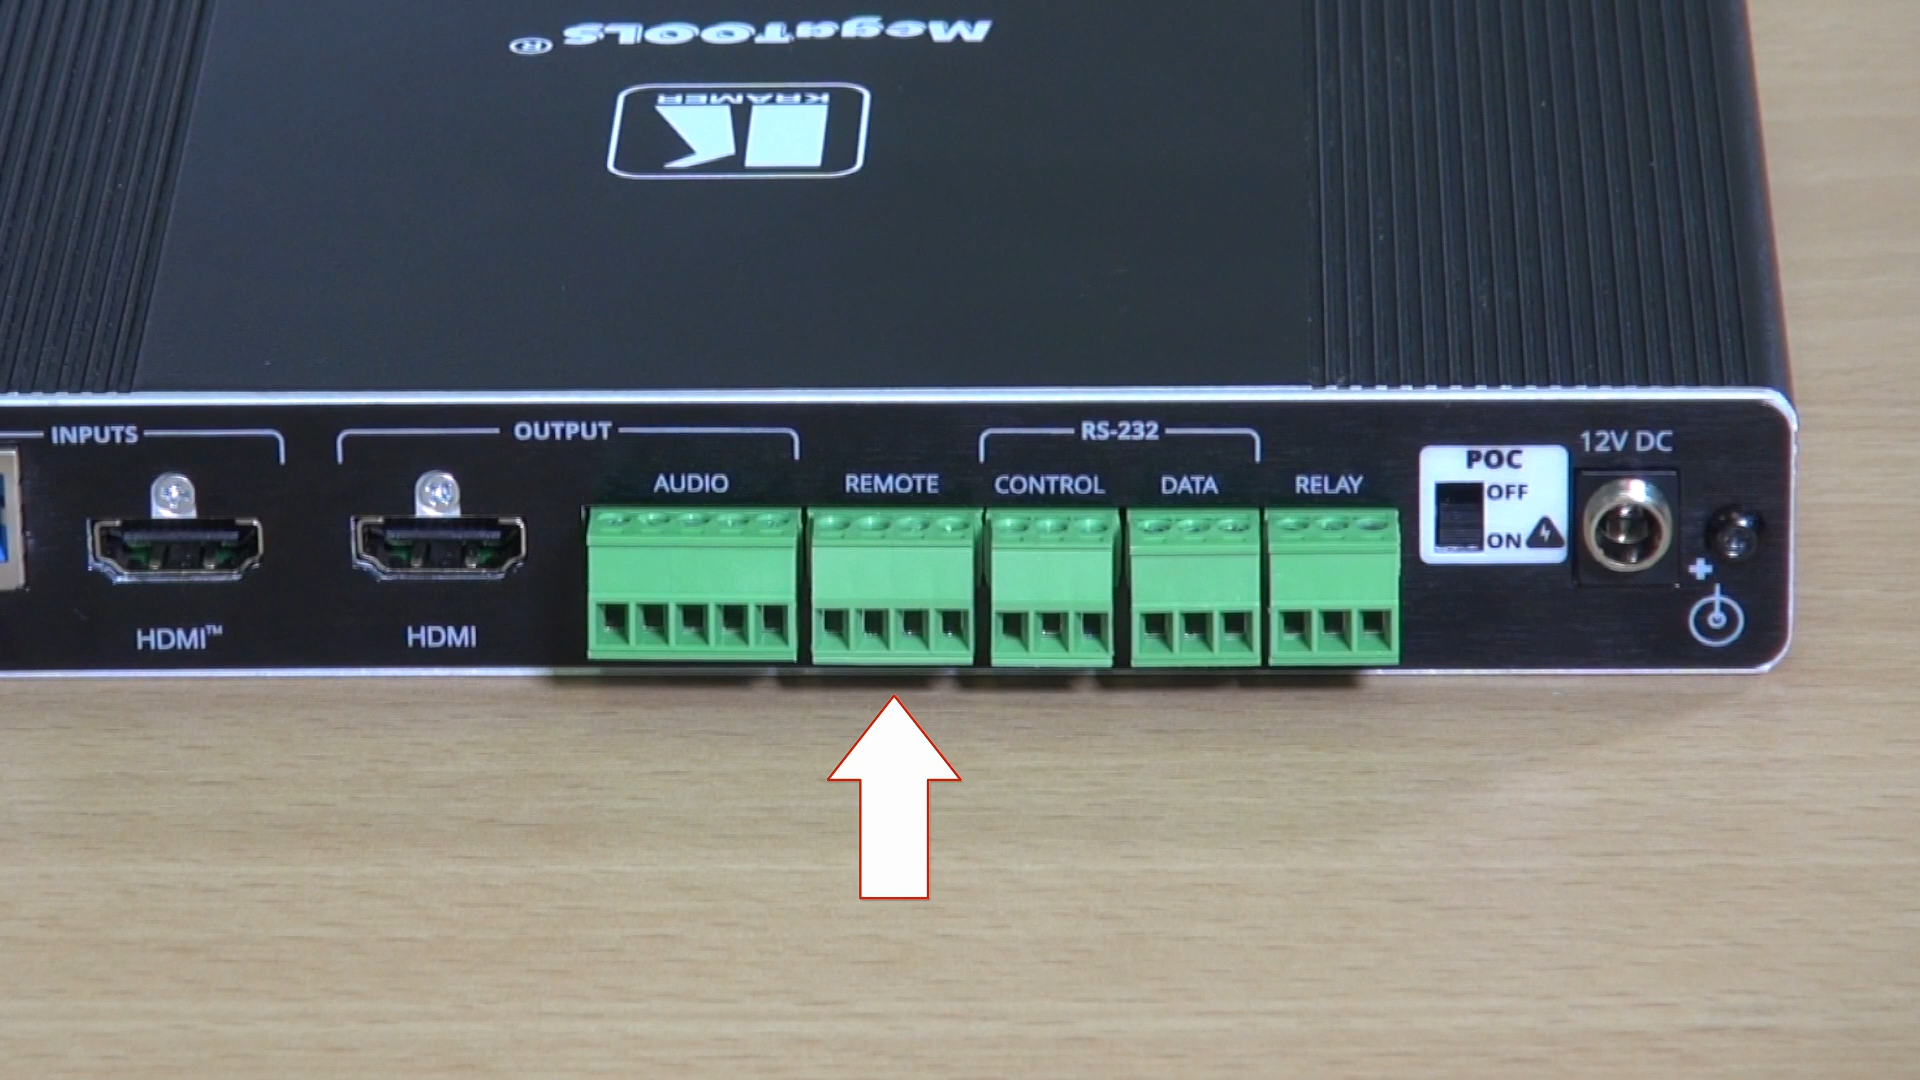 MegaTOOLS®
KRAMER
INPUTS
OUTPUT
RS-232
12V DC
AUDIO
REMOTE
CONTROL
DATA
RELAY
POC
OFF
ON
HDMI™
HDMI